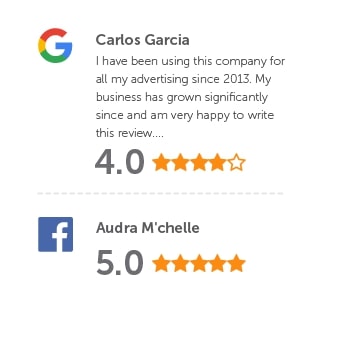 Carlos Garcia
I have been using this company for
all my advertising since 2013. My
business has grown significantly
since and am very happy to write
this review....
4.0
Audra M'chelle
5.0